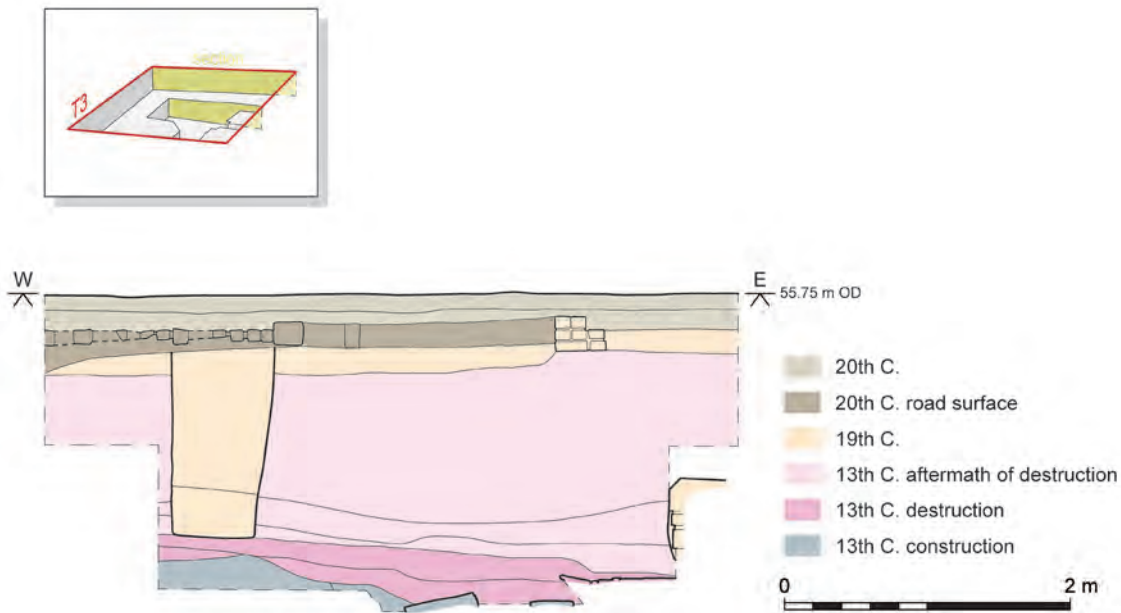 T3
W
E
55.75 m OD
20th C.
20th C. road surface
19th C.
13th C. aftermath of destruction
13th C. destruction
13th C. construction
0
2 m